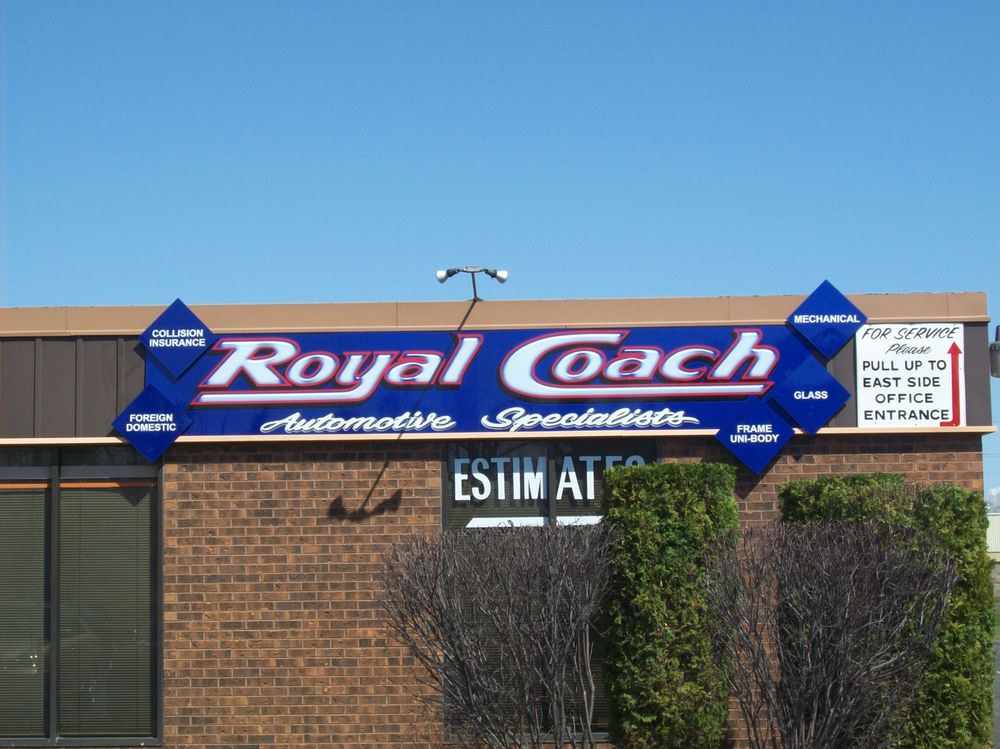 COLLISION
INSURANCE
FOREIGN
DOMESTIC
Royal Coach
Automotive Specialists
MECHANICAL
GLASS
FRAME
UNI-BODY
FOR SERVICE
Please
PULL UP TO
EAST SIDE
OFFICE
ENTRANCE
ESTIMATES